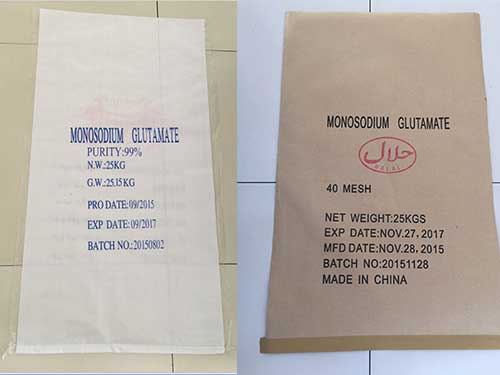 MONOSODIUM GLUTAMATE
PURITY:99%
N.W.:25KG
G.W.:25.15KG
PRO DATE:09/2015
EXP DATE:09/2017
BATCH NO.:20150802
MONOSODIUM GLUTAMATE
حلال
HALAL
40 MESH
NET WEIGHT:25KGS
EXP DATE:NOV.27, 2017
MFD DATE:NOV.28, 2015
BATCH NO:20151128
MADE IN CHINA